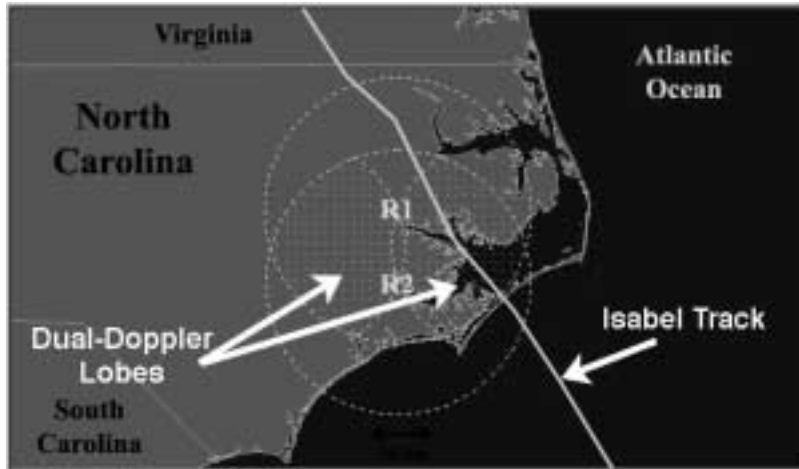 Virginia
Atlantic
Ocean
North
Carolina
R1
R2
Isabel Track
Dual-Doppler
Lobes
South
Carolina